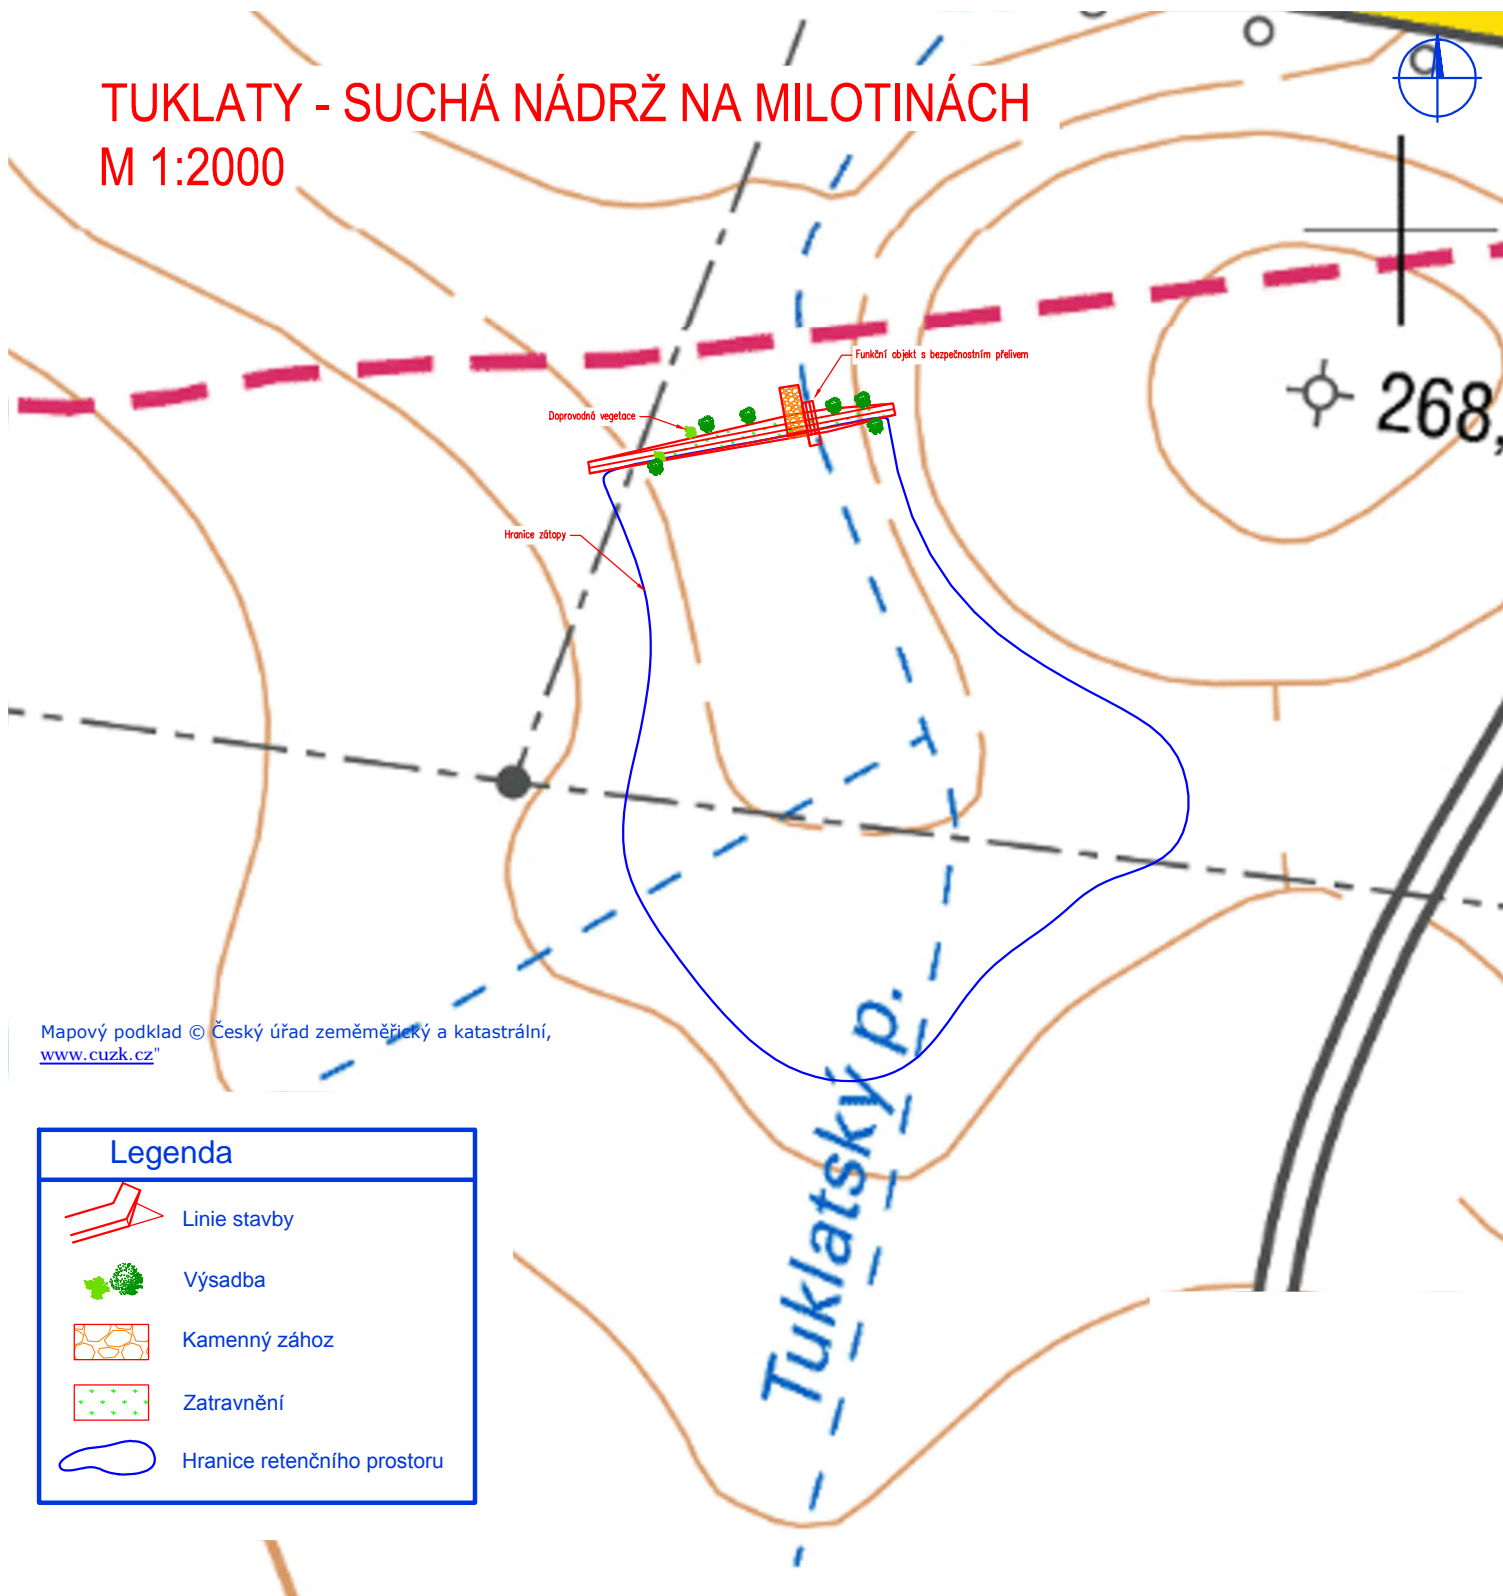 TUKLATY - SUCHÁ NÁDRŽ NA MILOTINÁCH
M 1:2000
Funkční objekt s bezpečnostním přelivem
268,
Doprovodná vegetace
Hranice zátopy
Tuklatský p.
Mapový podklad © Český úřad zeměměřický a katastrální,
www.cuzk.cz"
Legenda
Linie stavby
Výsadba
Kamenný zához
Zatravnění
Hranice retenčního prostoru